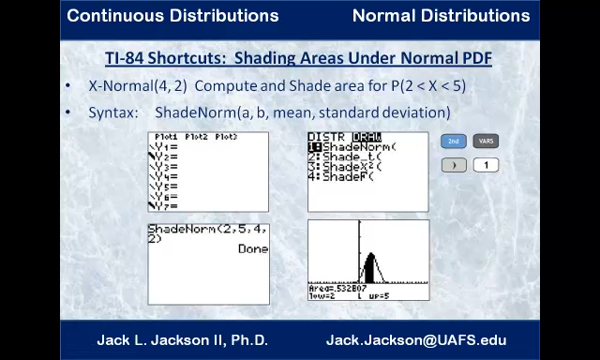 Continuous Distributions
Normal Distributions
TI-84 Shortcuts: Shading Areas Under Normal PDF
• X-Normal(4, 2) Compute and Shade area for P(2 < X < 5)
• Syntax: ShadeNorm(a, b, mean, standard deviation)
Plot1 Plot2 Plot3
\Y1=
\Y2=
\Y3=
\Y4=
\Y5=
\Y6=
\Y7=
DISTR DRAW
1:ShadeNorm(
2:Shade_t(
3:Shadeχ²(
4:ShadeF(
2nd
VARS
)
1
ShadeNorm(2,5,4,
2)
Done
Area=.532807
low=2 up=5
Jack L. Jackson II, Ph.D.
Jack.Jackson@UAFS.edu